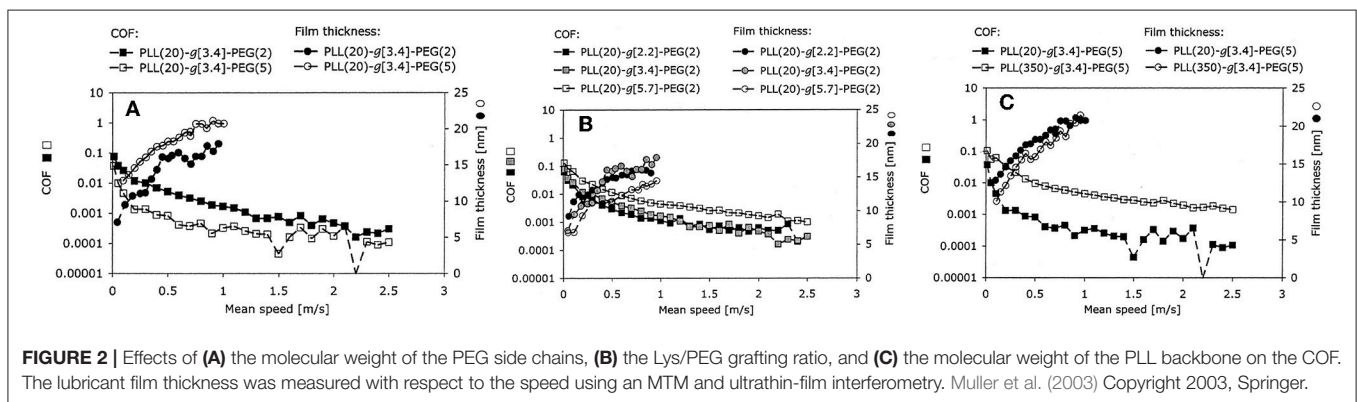 COF: Film thickness:
PLL(20)-g[3.4]-PEG(2) PLL(20)-g[3.4]-PEG(2)
PLL(20)-g[3.4]-PEG(5) PLL(20)-g[3.4]-PEG(5)
A
10
1
0.1
0.01
0.001
0.0001
0.00001
COF
25
20
15
10
5
0
Film thickness [nm]
0 0.5 1 1.5 2 2.5 3
Mean speed [m/s]
COF: Film thickness:
PLL(20)-g[2.2]-PEG(2) PLL(20)-g[2.2]-PEG(2)
PLL(20)-g[3.4]-PEG(2) PLL(20)-g[3.4]-PEG(2)
PLL(20)-g[5.7]-PEG(2) PLL(20)-g[5.7]-PEG(2)
B
10
1
0.1
0.01
0.001
0.0001
0.00001
COF
25
20
15
10
5
0
Film thickness [nm]
0 0.5 1 1.5 2 2.5 3
Mean speed [m/s]
COF: Film thickness:
PLL(20)-g[3.4]-PEG(5) PLL(20)-g[3.4]-PEG(5)
PLL(350)-g[3.4]-PEG(5) PLL(350)-g[3.4]-PEG(5)
C
10
1
0.1
0.01
0.001
0.0001
0.00001
COF
25
20
15
10
5
0
Film thickness [nm]
0 0.5 1 1.5 2 2.5 3
Mean speed [m/s]
FIGURE 2 | Effects of (A) the molecular weight of the PEG side chains, (B) the Lys/PEG grafting ratio, and (C) the molecular weight of the PLL backbone on the COF.
The lubricant film thickness was measured with respect to the speed using an MTM and ultrathin-film interferometry. Muller et al. (2003) Copyright 2003, Springer.